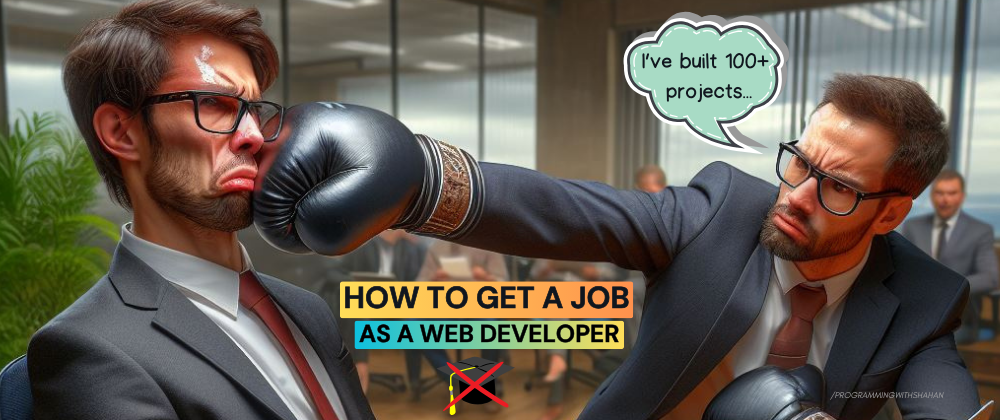 I've built 100+
projects...
HOW TO GET A JOB
AS A WEB DEVELOPER
/PROGRAMMINGWITHSHAHAN